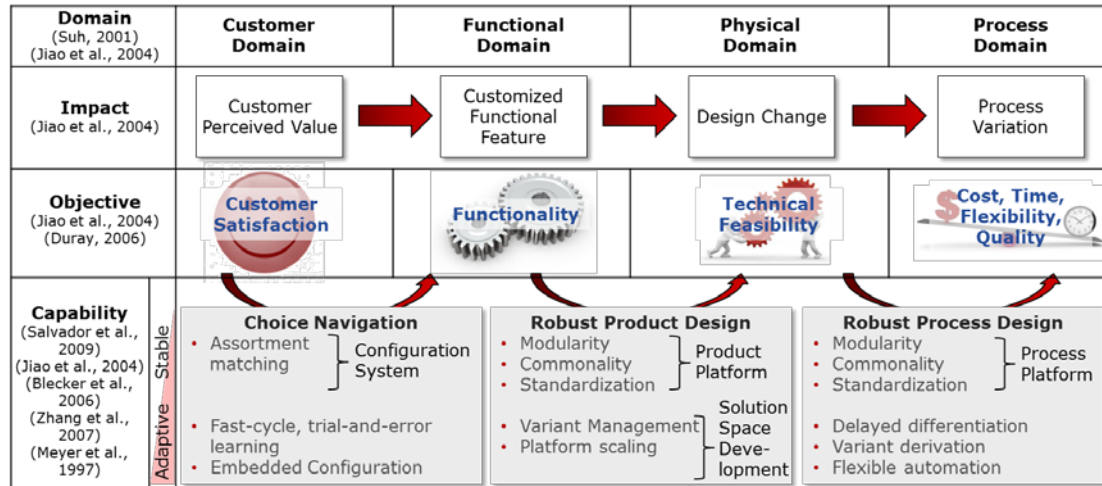 Domain
(Suh, 2001)
(Jiao et al., 2004)
Customer
Domain
Functional
Domain
Physical
Domain
Process
Domain
Impact
(Jiao et al., 2004)
Customer
Perceived Value
Customized
Functional
Feature
Design Change
Process
Variation
Objective
(Jiao et al., 2004)
(Duray, 2006)
Customer
Satisfaction
Functionality
Technical
Feasibility
$
Cost, Time,
Flexibility,
Quality
Capability
(Salvador et al.,
2009)
(Jiao et al., 2004)
(Blecker et al.,
2006)
(Zhang et al.,
2007)
(Meyer et al.,
1997)
Stable
Adaptive
Choice Navigation
• Assortment
matching
Configuration
System
• Fast-cycle, trial-and-error
learning
• Embedded Configuration
Robust Product Design
• Modularity
• Commonality
• Standardization
Product
Platform
• Variant Management
• Platform scaling
Solution
Space
Deve-
lopment
Robust Process Design
• Modularity
• Commonality
• Standardization
Process
Platform
• Delayed differentiation
• Variant derivation
• Flexible automation